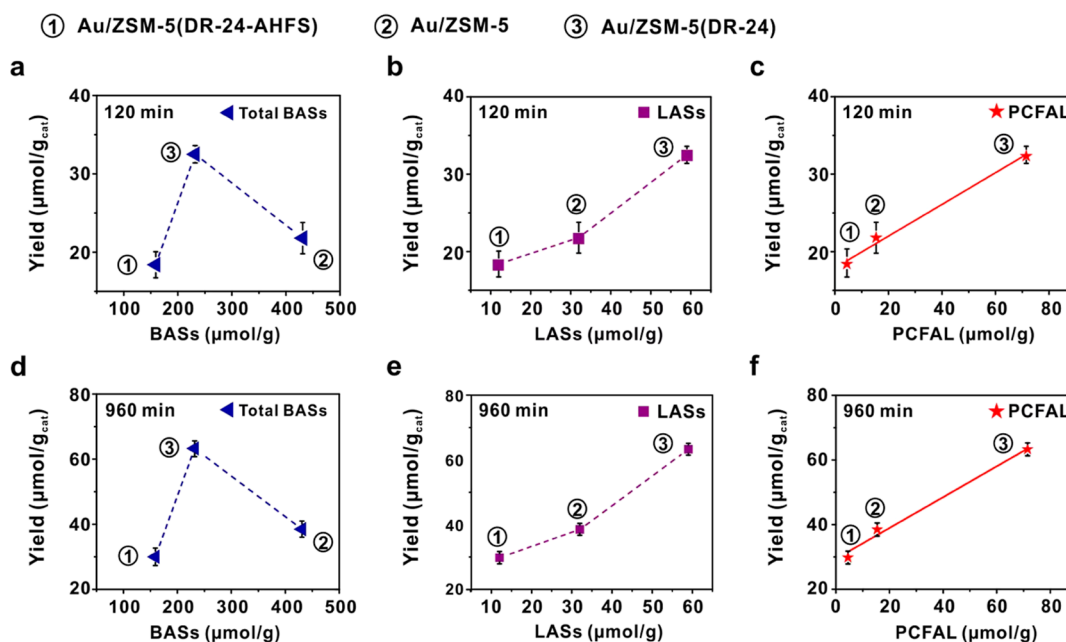 ① Au/ZSM-5(DR-24-AHFS) ② Au/ZSM-5 ③ Au/ZSM-5(DR-24)
a
120 min
Total BASs
Yield (μmol/gcat)
40
30
20
①
③
②
100 200 300 400 500
BASs (μmol/g)
b
120 min
LASs
Yield (μmol/gcat)
40
30
20
①
②
③
10 20 30 40 50 60
LASs (μmol/g)
c
120 min
PCFAL
Yield (μmol/gcat)
40
30
20
①
②
③
0 20 40 60 80
PCFAL (μmol/g)
d
960 min
Total BASs
Yield (μmol/gcat)
80
60
40
20
①
③
②
100 200 300 400 500
BASs (μmol/g)
e
960 min
LASs
Yield (μmol/gcat)
80
60
40
20
①
②
③
10 20 30 40 50 60
LASs (μmol/g)
f
960 min
PCFAL
Yield (μmol/gcat)
80
60
40
20
①
②
③
0 20 40 60 80
PCFAL (μmol/g)